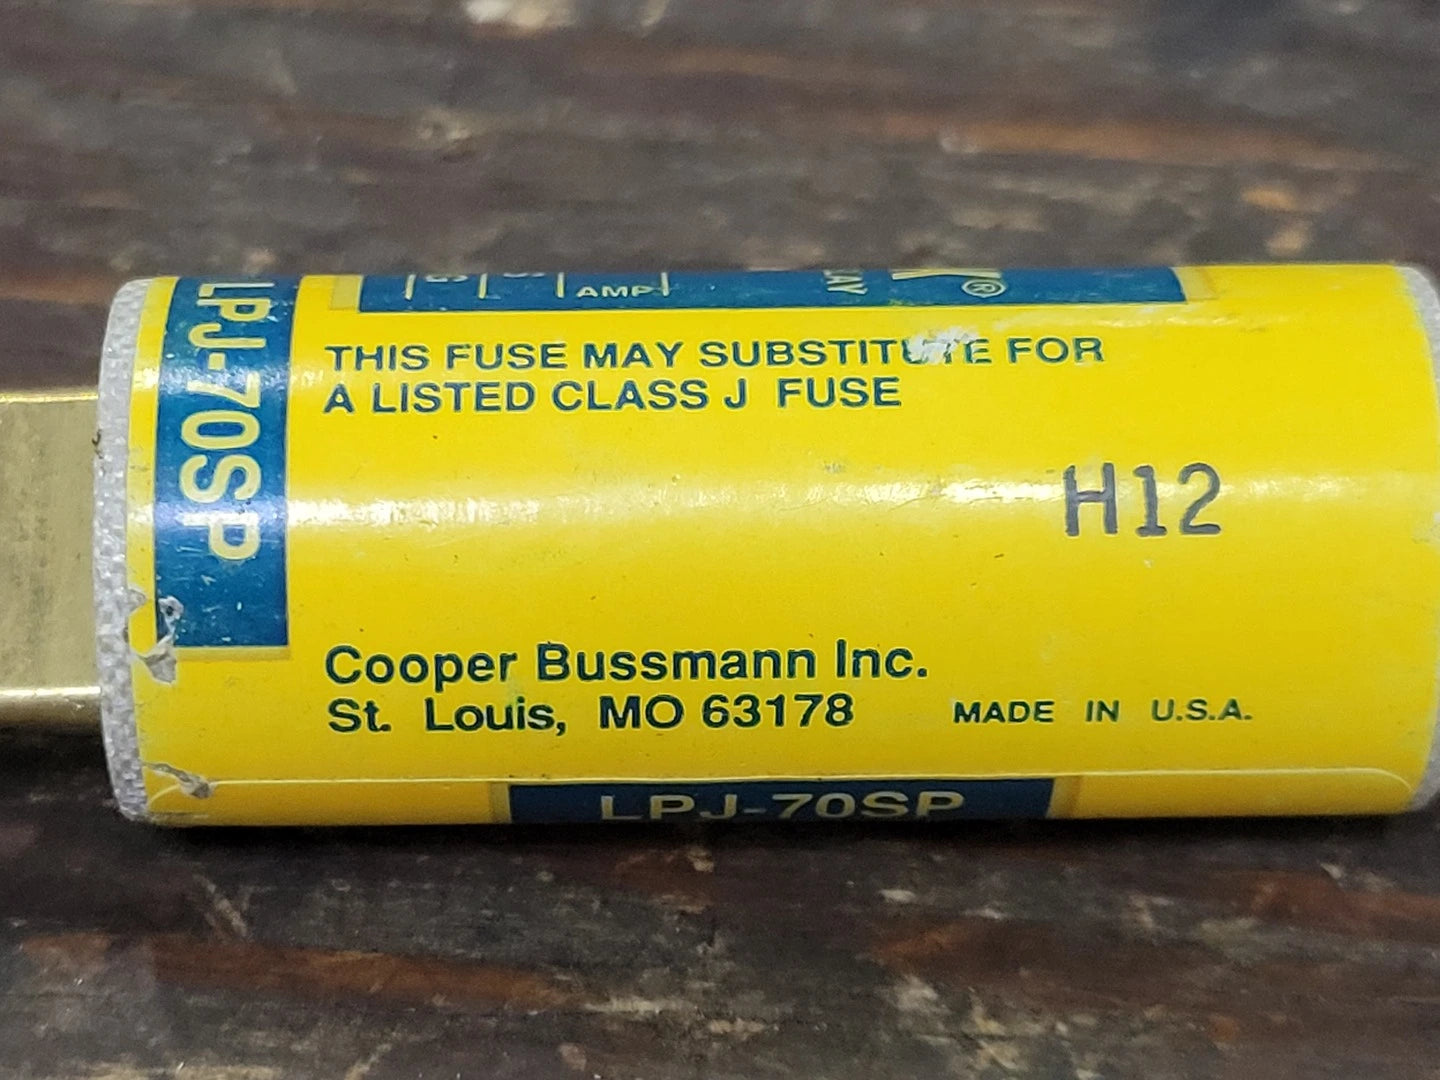 LPJ-70SP
AMP
K®
THIS FUSE MAY SUBSTITUTE FOR
A LISTED CLASS J FUSE
H12
Cooper Bussmann Inc.
St. Louis, MO 63178 MADE IN U.S.A.
LPJ-70SP